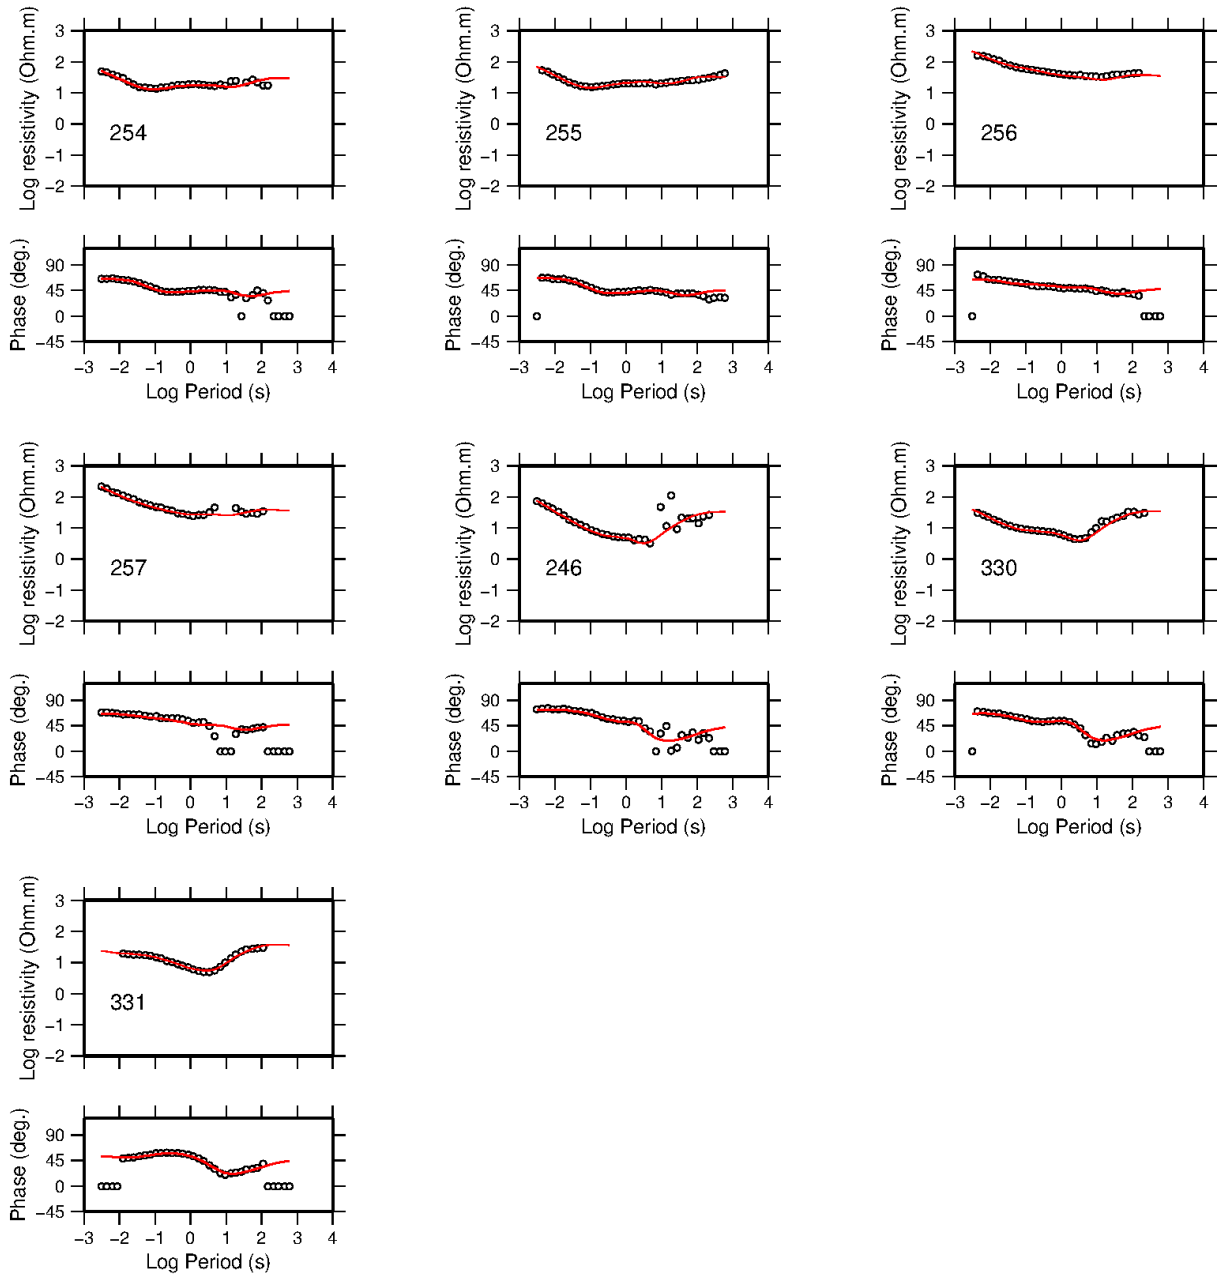 3 3 3
2 2 2
1 1 1
0 0 0
−1 −1 −1
−2 −2 −2
Log resistivity (Ohm.m) Log resistivity (Ohm.m) Log resistivity (Ohm.m)
254 255 256
90 90 90
45 45 45
0 0 0
−45 −45 −45
Phase (deg.) Phase (deg.) Phase (deg.)
−3 −2 −1 0 1 2 3 4 −3 −2 −1 0 1 2 3 4 −3 −2 −1 0 1 2 3 4
Log Period (s) Log Period (s) Log Period (s)
3 3 3
2 2 2
1 1 1
0 0 0
−1 −1 −1
−2 −2 −2
Log resistivity (Ohm.m) Log resistivity (Ohm.m) Log resistivity (Ohm.m)
257 246 330
90 90 90
45 45 45
0 0 0
−45 −45 −45
Phase (deg.) Phase (deg.) Phase (deg.)
−3 −2 −1 0 1 2 3 4 −3 −2 −1 0 1 2 3 4 −3 −2 −1 0 1 2 3 4
Log Period (s) Log Period (s) Log Period (s)
3
2
1
0
−1
−2
Log resistivity (Ohm.m)
331
90
45
0
−45
Phase (deg.)
−3 −2 −1 0 1 2 3 4
Log Period (s)